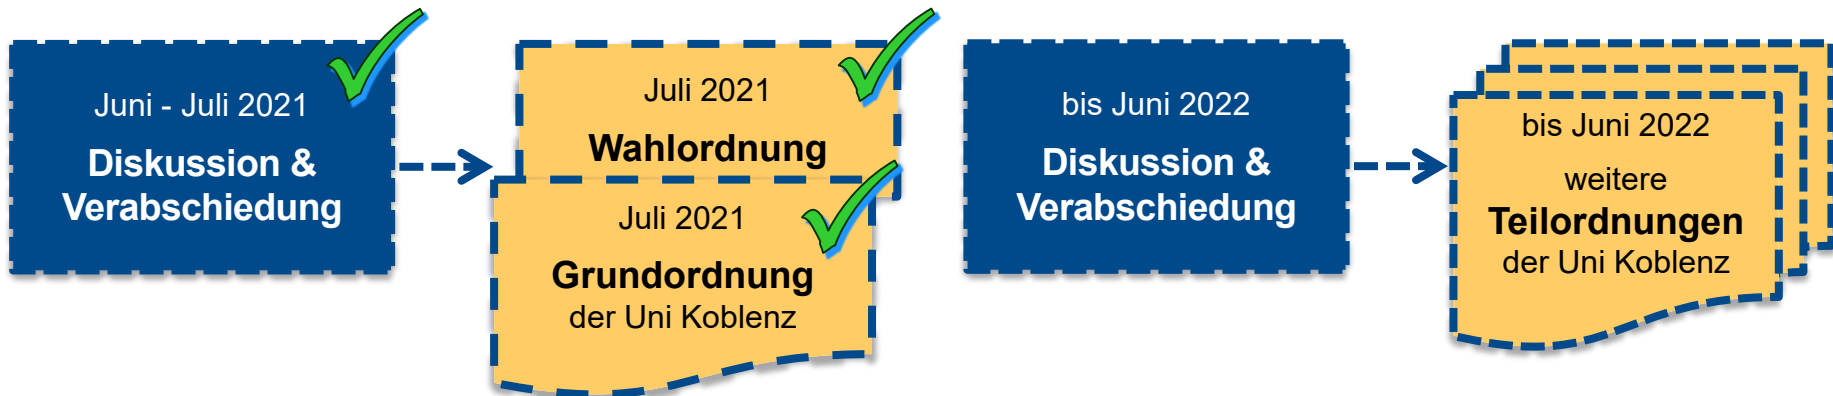 Juni - Juli 2021
Diskussion &
Verabschiedung
Juli 2021
Wahlordnung
Juli 2021
Grundordnung
der Uni Koblenz
bis Juni 2022
Diskussion &
Verabschiedung
bis Juni 2022
weitere
Teilordnungen
der Uni Koblenz